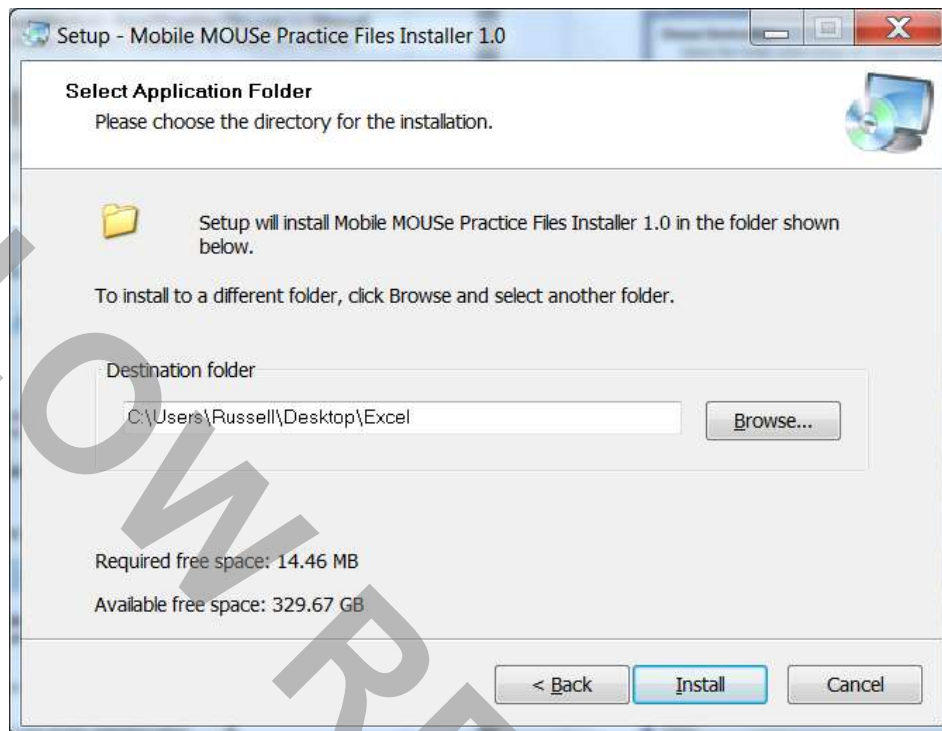 Setup - Mobile MOUSe Practice Files Installer 1.0
Select Application Folder
Please choose the directory for the installation.
Setup will install Mobile MOUSe Practice Files Installer 1.0 in the folder shown
below.
To install to a different folder, click Browse and select another folder.
Destination folder
C:\Users\Russell\Desktop\Excel
Browse...
Required free space: 14.46 MB
Available free space: 329.67 GB
< Back
Install
Cancel